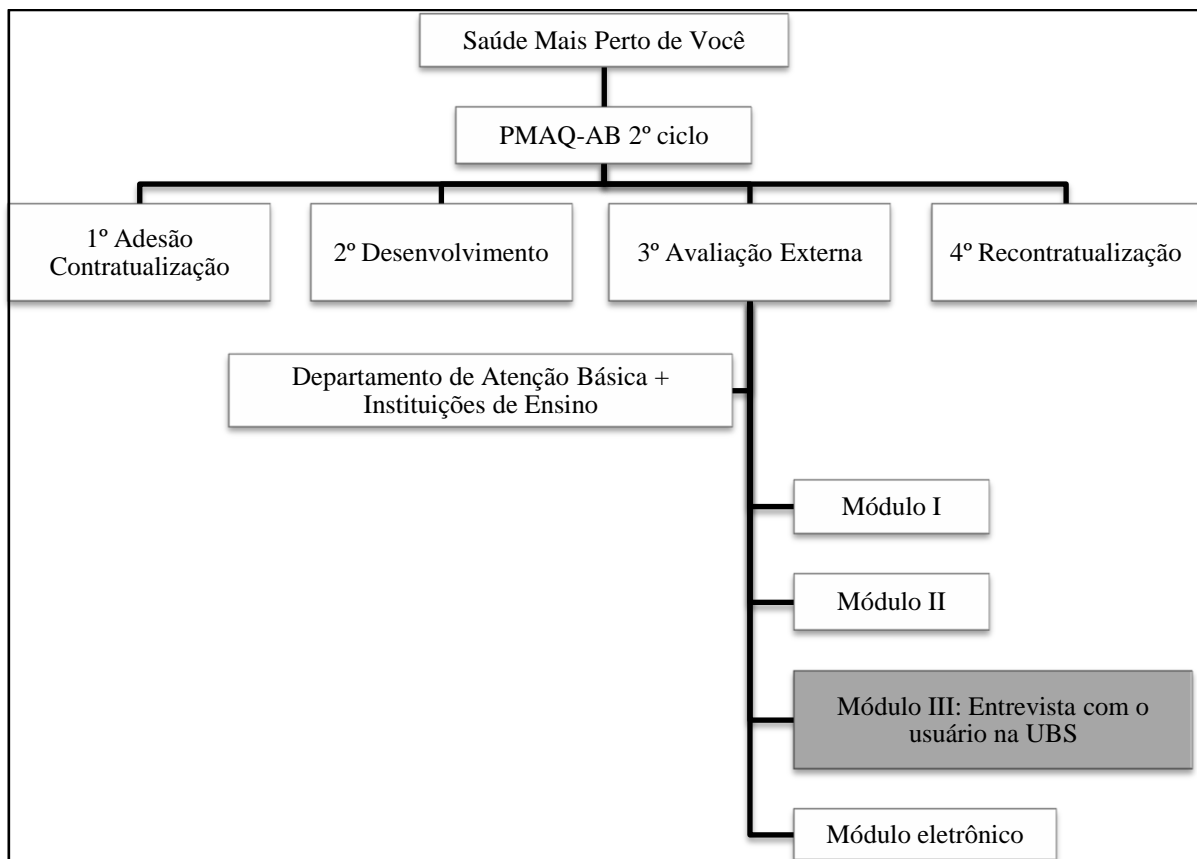 Saúde Mais Perto de Você
PMAQ-AB 2º ciclo
1º Adesão
Contratualização
2º Desenvolvimento
3º Avaliação Externa
4º Recontratualização
Departamento de Atenção Básica +
Instituições de Ensino
Módulo I
Módulo II
Módulo III: Entrevista com o
usuário na UBS
Módulo eletrônico